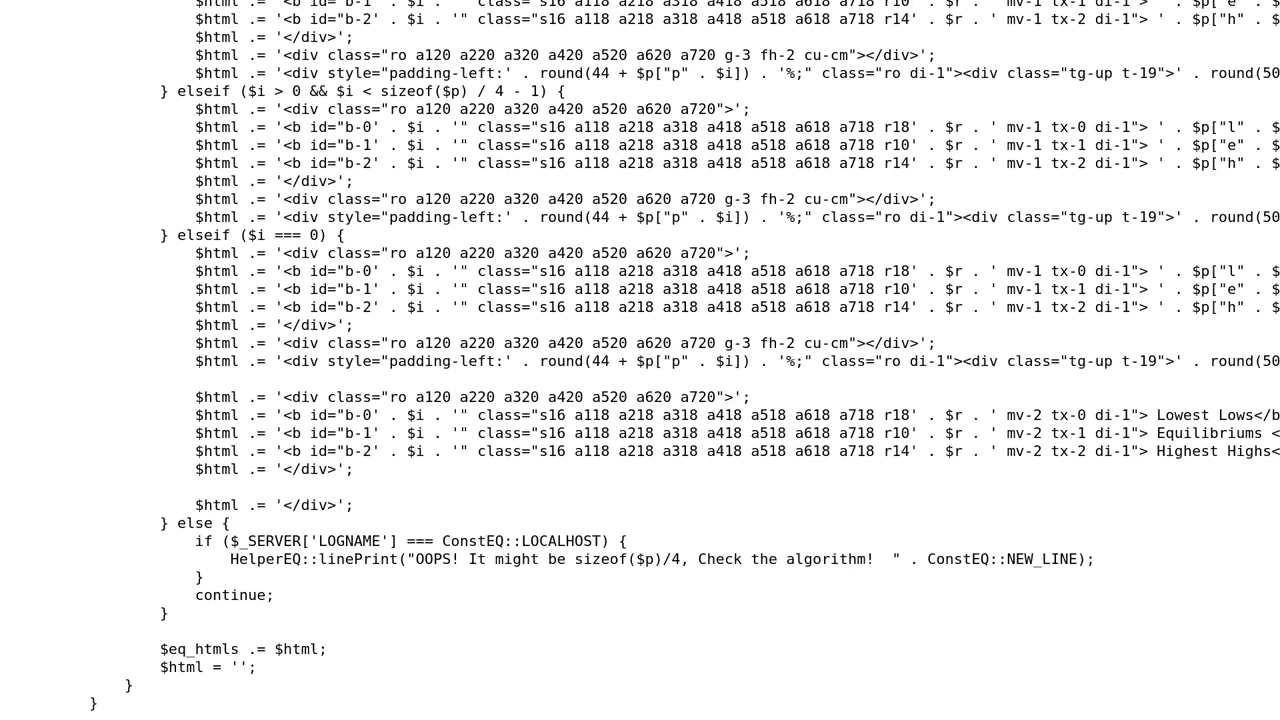 $html .= '<b id="b-1' . $i . '" class="s16 a118 a218 a318 a418 a518 a618 a718 r10' . $r . ' mv-1 tx-1 di-1"> ' . $p["e" . $
$html .= '<b id="b-2' . $i . '" class="s16 a118 a218 a318 a418 a518 a618 a718 r14' . $r . ' mv-1 tx-2 di-1"> ' . $p["h" . $
$html .= '</div>';
$html .= '<div class="ro a120 a220 a320 a420 a520 a620 a720 g-3 fh-2 cu-cm"></div>';
$html .= '<div style="padding-left:' . round(44 + $p["p" . $i]) . '%;" class="ro di-1"><div class="tg-up t-19">' . round(50
} elseif ($i > 0 && $i < sizeof($p) / 4 - 1) {
$html .= '<div class="ro a120 a220 a320 a420 a520 a620 a720">';
$html .= '<b id="b-0' . $i . '" class="s16 a118 a218 a318 a418 a518 a618 a718 r18' . $r . ' mv-1 tx-0 di-1"> ' . $p["l" . $
$html .= '<b id="b-1' . $i . '" class="s16 a118 a218 a318 a418 a518 a618 a718 r10' . $r . ' mv-1 tx-1 di-1"> ' . $p["e" . $
$html .= '<b id="b-2' . $i . '" class="s16 a118 a218 a318 a418 a518 a618 a718 r14' . $r . ' mv-1 tx-2 di-1"> ' . $p["h" . $
$html .= '</div>';
$html .= '<div class="ro a120 a220 a320 a420 a520 a620 a720 g-3 fh-2 cu-cm"></div>';
$html .= '<div style="padding-left:' . round(44 + $p["p" . $i]) . '%;" class="ro di-1"><div class="tg-up t-19">' . round(50
} elseif ($i === 0) {
$html .= '<div class="ro a120 a220 a320 a420 a520 a620 a720">';
$html .= '<b id="b-0' . $i . '" class="s16 a118 a218 a318 a418 a518 a618 a718 r18' . $r . ' mv-1 tx-0 di-1"> ' . $p["l" . $
$html .= '<b id="b-1' . $i . '" class="s16 a118 a218 a318 a418 a518 a618 a718 r10' . $r . ' mv-1 tx-1 di-1"> ' . $p["e" . $
$html .= '<b id="b-2' . $i . '" class="s16 a118 a218 a318 a418 a518 a618 a718 r14' . $r . ' mv-1 tx-2 di-1"> ' . $p["h" . $
$html .= '</div>';
$html .= '<div class="ro a120 a220 a320 a420 a520 a620 a720 g-3 fh-2 cu-cm"></div>';
$html .= '<div style="padding-left:' . round(44 + $p["p" . $i]) . '%;" class="ro di-1"><div class="tg-up t-19">' . round(50
$html .= '<div class="ro a120 a220 a320 a420 a520 a620 a720">';
$html .= '<b id="b-0' . $i . '" class="s16 a118 a218 a318 a418 a518 a618 a718 r18' . $r . ' mv-2 tx-0 di-1"> Lowest Lows</b
$html .= '<b id="b-1' . $i . '" class="s16 a118 a218 a318 a418 a518 a618 a718 r10' . $r . ' mv-2 tx-1 di-1"> Equilibriums <
$html .= '<b id="b-2' . $i . '" class="s16 a118 a218 a318 a418 a518 a618 a718 r14' . $r . ' mv-2 tx-2 di-1"> Highest Highs<
$html .= '</div>';
$html .= '</div>';
} else {
if ($_SERVER['LOGNAME'] === ConstEQ::LOCALHOST) {
HelperEQ::linePrint("OOPS! It might be sizeof($p)/4, Check the algorithm!  " . ConstEQ::NEW_LINE);
}
continue;
}
$eq_htmls .= $html;
$html = '';
}
}